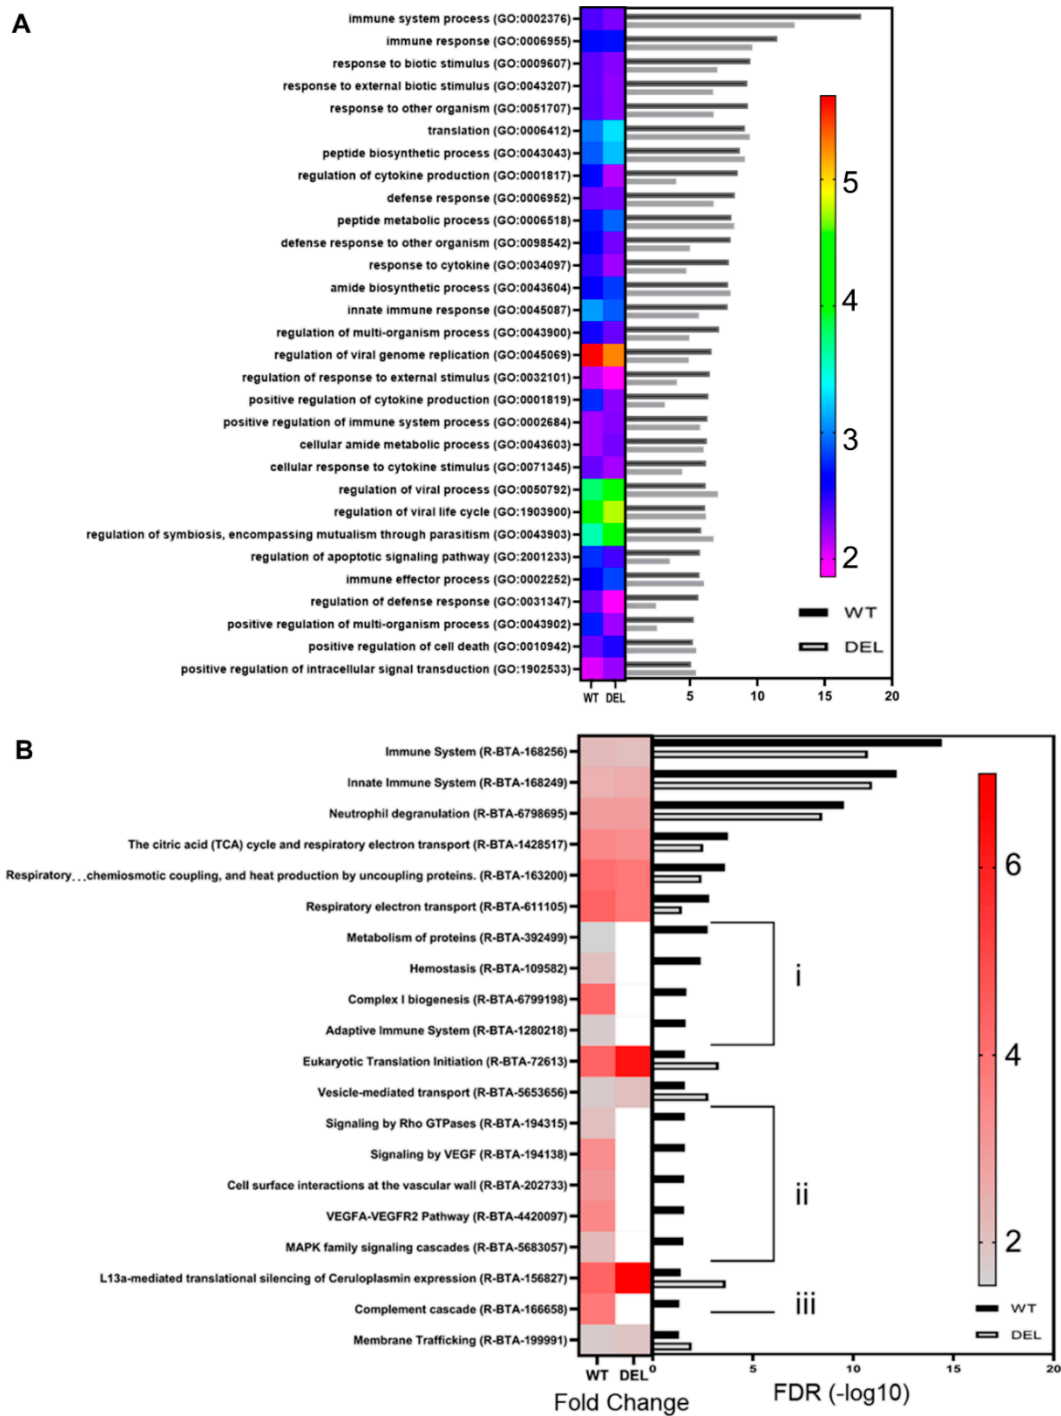 A
immune system process (GO:0002376)
immune response (GO:0006955)
response to biotic stimulus (GO:0009607)
response to external biotic stimulus (GO:0043207)
response to other organism (GO:0051707)
translation (GO:0006412)
peptide biosynthetic process (GO:0043043)
regulation of cytokine production (GO:0001817)
defense response (GO:0006952)
peptide metabolic process (GO:0006518)
defense response to other organism (GO:0098542)
response to cytokine (GO:0034097)
amide biosynthetic process (GO:0043604)
innate immune response (GO:0045087)
regulation of multi-organism process (GO:0043900)
regulation of viral genome replication (GO:0045069)
regulation of response to external stimulus (GO:0032101)
positive regulation of cytokine production (GO:0001819)
positive regulation of immune system process (GO:0002684)
cellular amide metabolic process (GO:0043603)
cellular response to cytokine stimulus (GO:0071345)
regulation of viral process (GO:0050792)
regulation of viral life cycle (GO:1903900)
regulation of symbiosis, encompassing mutualism through parasitism (GO:0043903)
regulation of apoptotic signaling pathway (GO:2001233)
immune effector process (GO:0002252)
regulation of defense response (GO:0031347)
positive regulation of multi-organism process (GO:0043902)
positive regulation of cell death (GO:0010942)
positive regulation of intracellular signal transduction (GO:1902533)
WT DEL
5 10 15 20
5
4
3
2
WT
DEL
B
Immune System (R-BTA-168256)
Innate Immune System (R-BTA-168249)
Neutrophil degranulation (R-BTA-6798695)
The citric acid (TCA) cycle and respiratory electron transport (R-BTA-1428517)
Respiratory...chemiosmotic coupling, and heat production by uncoupling proteins. (R-BTA-163200)
Respiratory electron transport (R-BTA-611105)
Metabolism of proteins (R-BTA-392499)
Hemostasis (R-BTA-109582)
Complex I biogenesis (R-BTA-6799198)
Adaptive Immune System (R-BTA-1280218)
Eukaryotic Translation Initiation (R-BTA-72613)
Vesicle-mediated transport (R-BTA-5653656)
Signaling by Rho GTPases (R-BTA-194315)
Signaling by VEGF (R-BTA-194138)
Cell surface interactions at the vascular wall (R-BTA-202733)
VEGFA-VEGFR2 Pathway (R-BTA-4420097)
MAPK family signaling cascades (R-BTA-5683057)
L13a-mediated translational silencing of Ceruloplasmin expression (R-BTA-156827)
Complement cascade (R-BTA-166658)
Membrane Trafficking (R-BTA-199991)
i
ii
iii
6
4
2
WT
DEL
WT DEL
0 5 10 15 20
Fold Change
FDR (-log10)